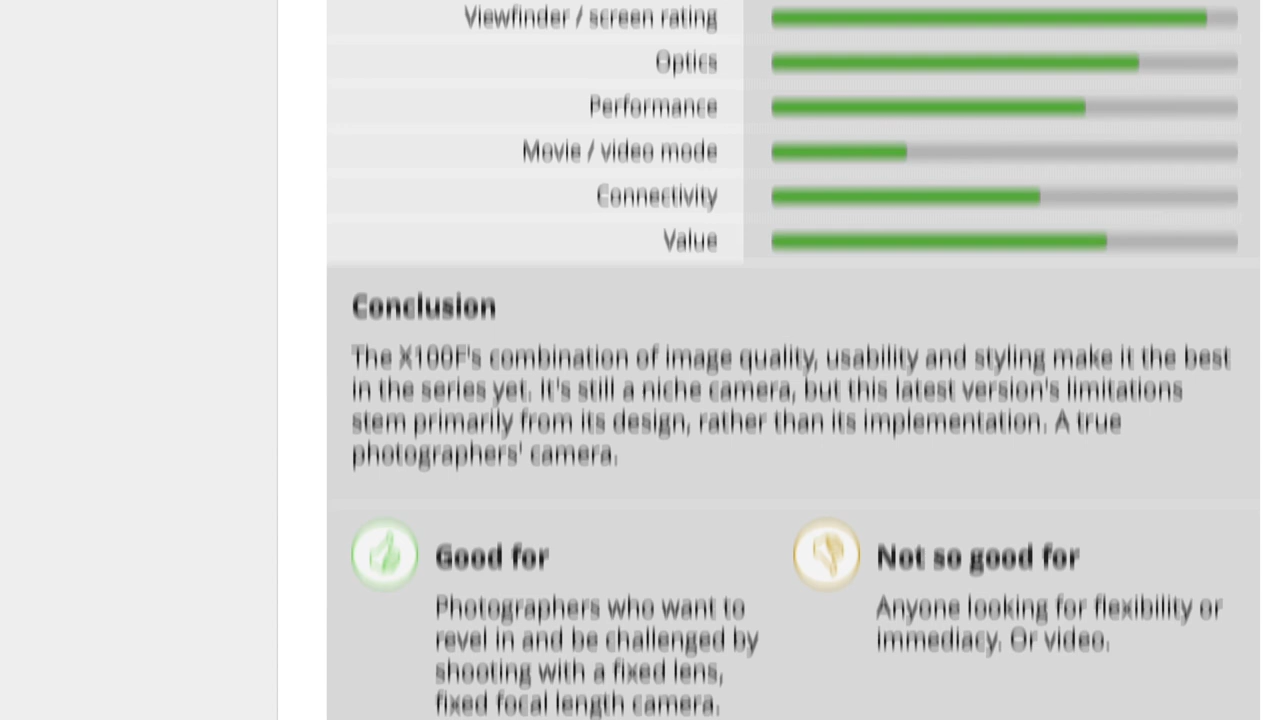 Viewfinder / screen rating
Optics
Performance
Movie / video mode
Connectivity
Value
Conclusion
The X100F's combination of image quality, usability and styling make it the best
in the series yet. It's still a niche camera, but this latest version's limitations
stem primarily from its design, rather than its implementation. A true
photographers' camera.
Good for
Photographers who want to
revel in and be challenged by
shooting with a fixed lens,
fixed focal length camera.
Not so good for
Anyone looking for flexibility or
immediacy. Or video.